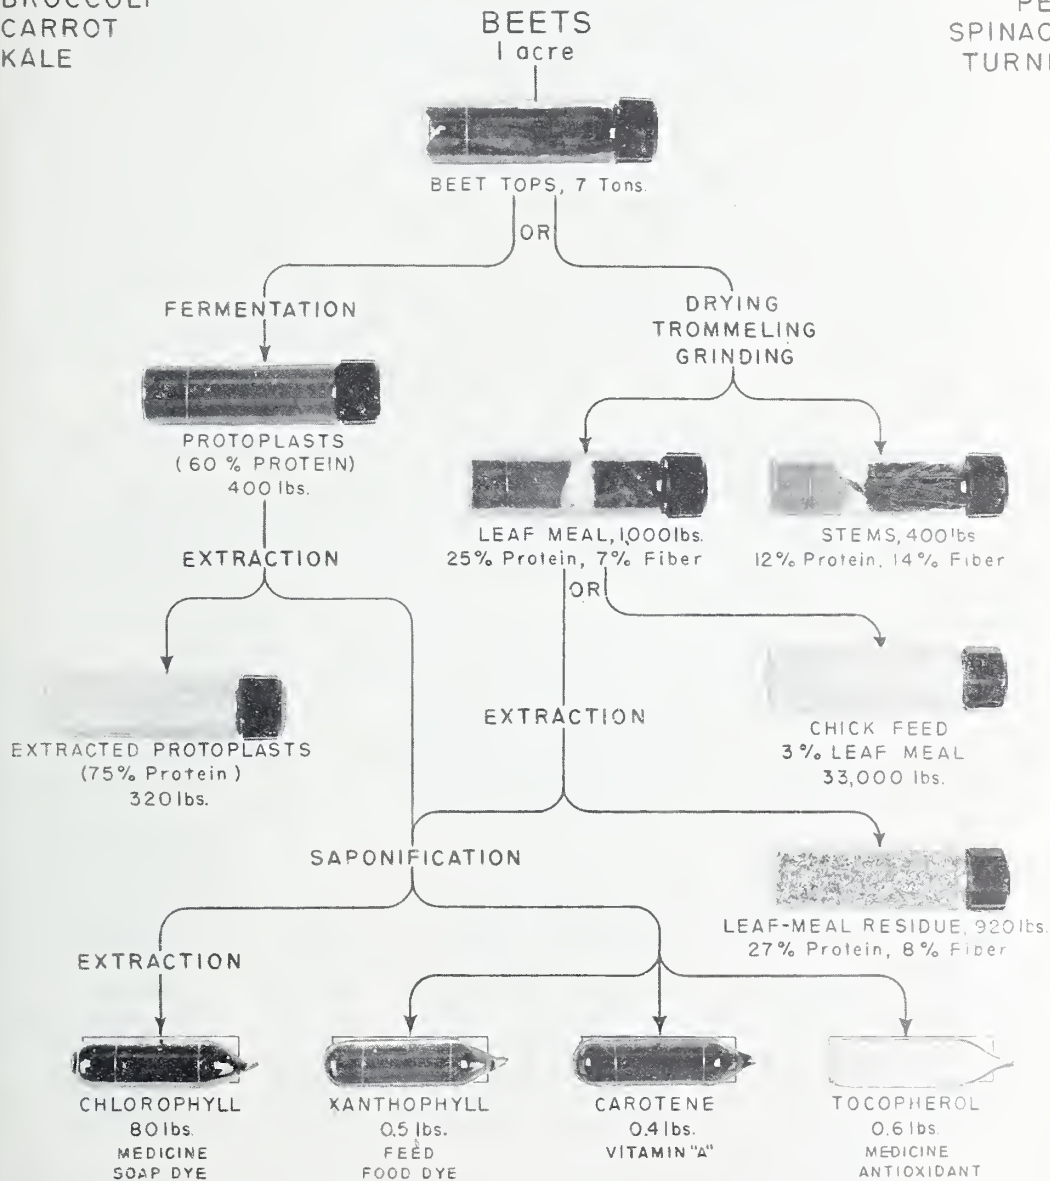 BROCCOLI
CARROT
KALE
BEETS
1 acre
PE
SPINAC
TURNI
BEET TOPS, 7 Tons.
OR
FERMENTATION
DRYING
TROMMELING
GRINDING
PROTOPLASTS
(60 % PROTEIN)
400 lbs.
LEAF MEAL, 1,000 lbs.
25% Protein, 7% Fiber
STEMS, 400 lbs
12% Protein, 14% Fiber
EXTRACTION
OR
EXTRACTED PROTOPLASTS
(75% Protein)
320 lbs.
EXTRACTION
CHICK FEED
3% LEAF MEAL
33,000 lbs.
SAPONIFICATION
LEAF-MEAL RESIDUE, 920 lbs.
27% Protein, 8% Fiber
EXTRACTION
CHLOROPHYLL
80 lbs.
MEDICINE
SOAP DYE
XANTHOPHYLL
0.5 lbs.
FEED
FOOD DYE
CAROTENE
0.4 lbs.
VITAMIN "A"
TOCOPHEROL
0.6 lbs.
MEDICINE
ANTIOXIDANT